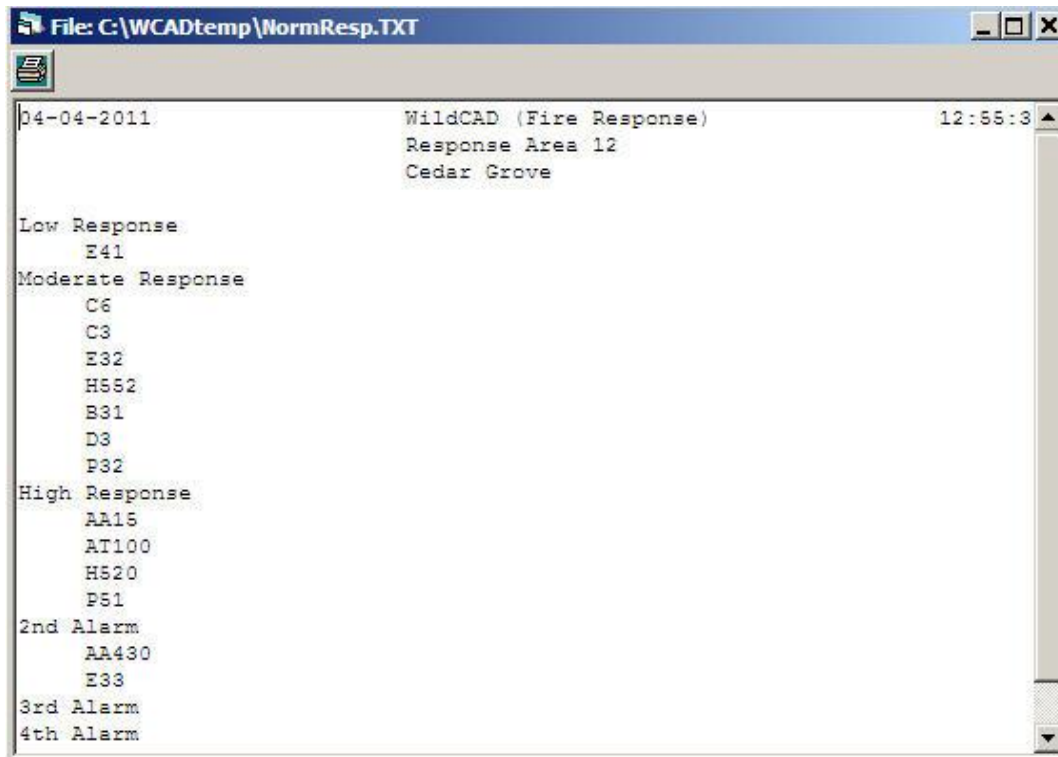 File: C:\WCADtemp\NormResp.TXT
04-04-2011 WildCAD (Fire Response) 12:55:3
Response Area 12
Cedar Grove
Low Response
E41
Moderate Response
C6
C3
E32
H552
B31
D3
P32
High Response
AA15
AT100
H520
P51
2nd Alarm
AA430
E33
3rd Alarm
4th Alarm